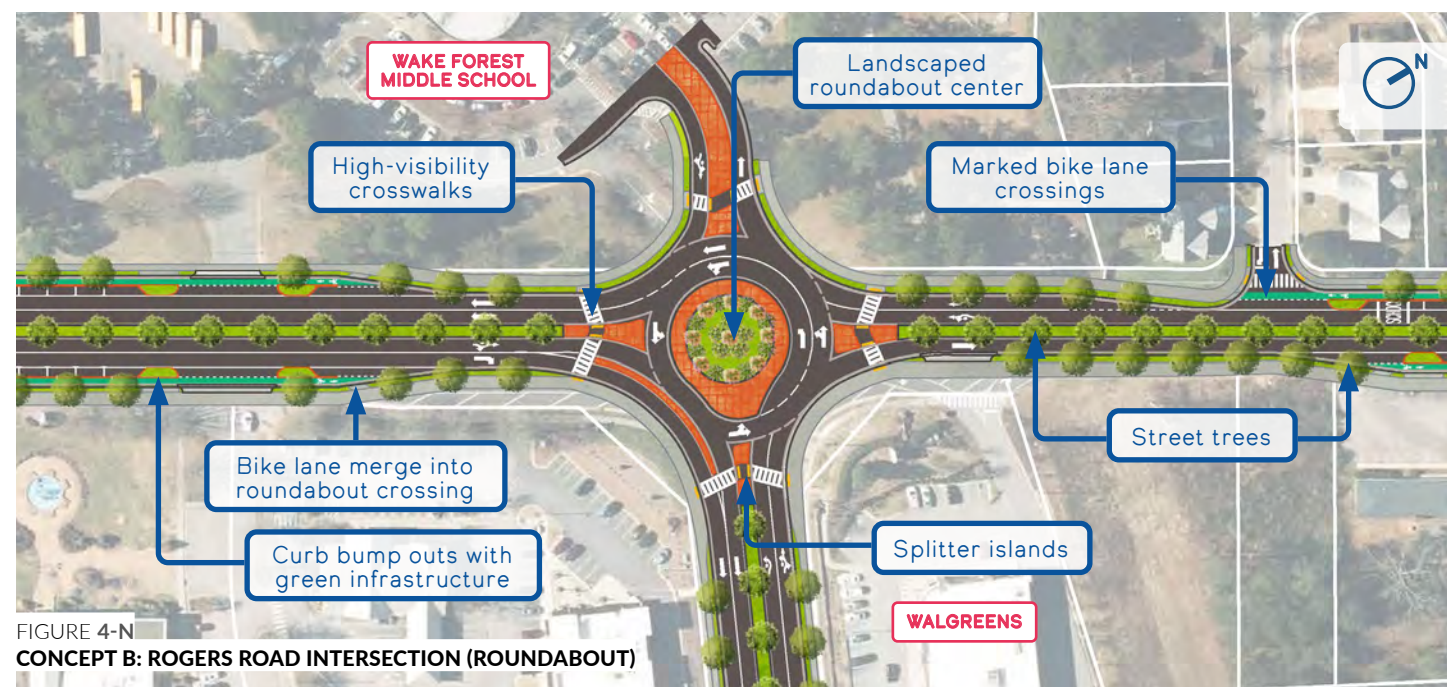 WAKE FOREST
MIDDLE SCHOOL
Landscaped
roundabout center
N
High-visibility
crosswalks
Marked bike lane
crossings
Bike lane merge into
roundabout crossing
Street trees
Curb bump outs with
green infrastructure
Splitter islands
WALGREENS
FIGURE 4-N
CONCEPT B: ROGERS ROAD INTERSECTION (ROUNDABOUT)